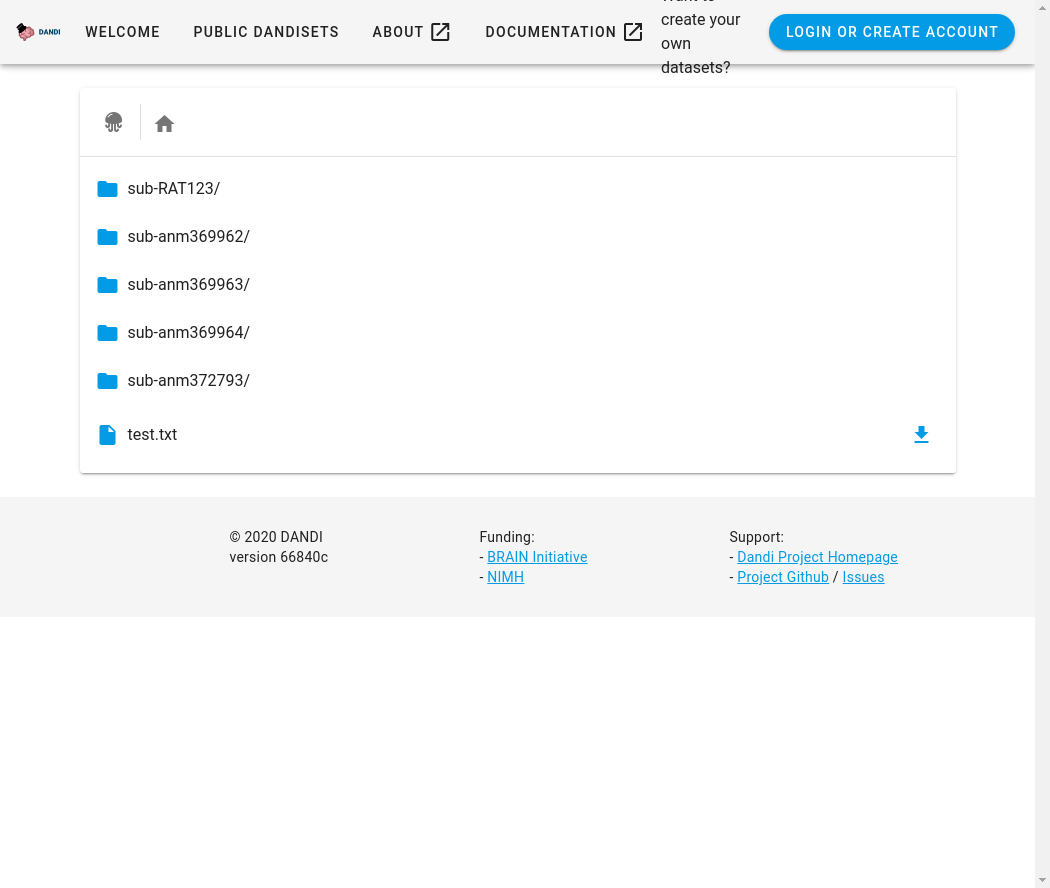 DANDI
WELCOME
PUBLIC DANDISETS
ABOUT
DOCUMENTATION
create your
own
datasets?
LOGIN OR CREATE ACCOUNT
sub-RAT123/
sub-anm369962/
sub-anm369963/
sub-anm369964/
sub-anm372793/
test.txt
© 2020 DANDI
version 66840c
Funding:
- BRAIN Initiative
- NIMH
Support:
- Dandi Project Homepage
- Project Github / Issues